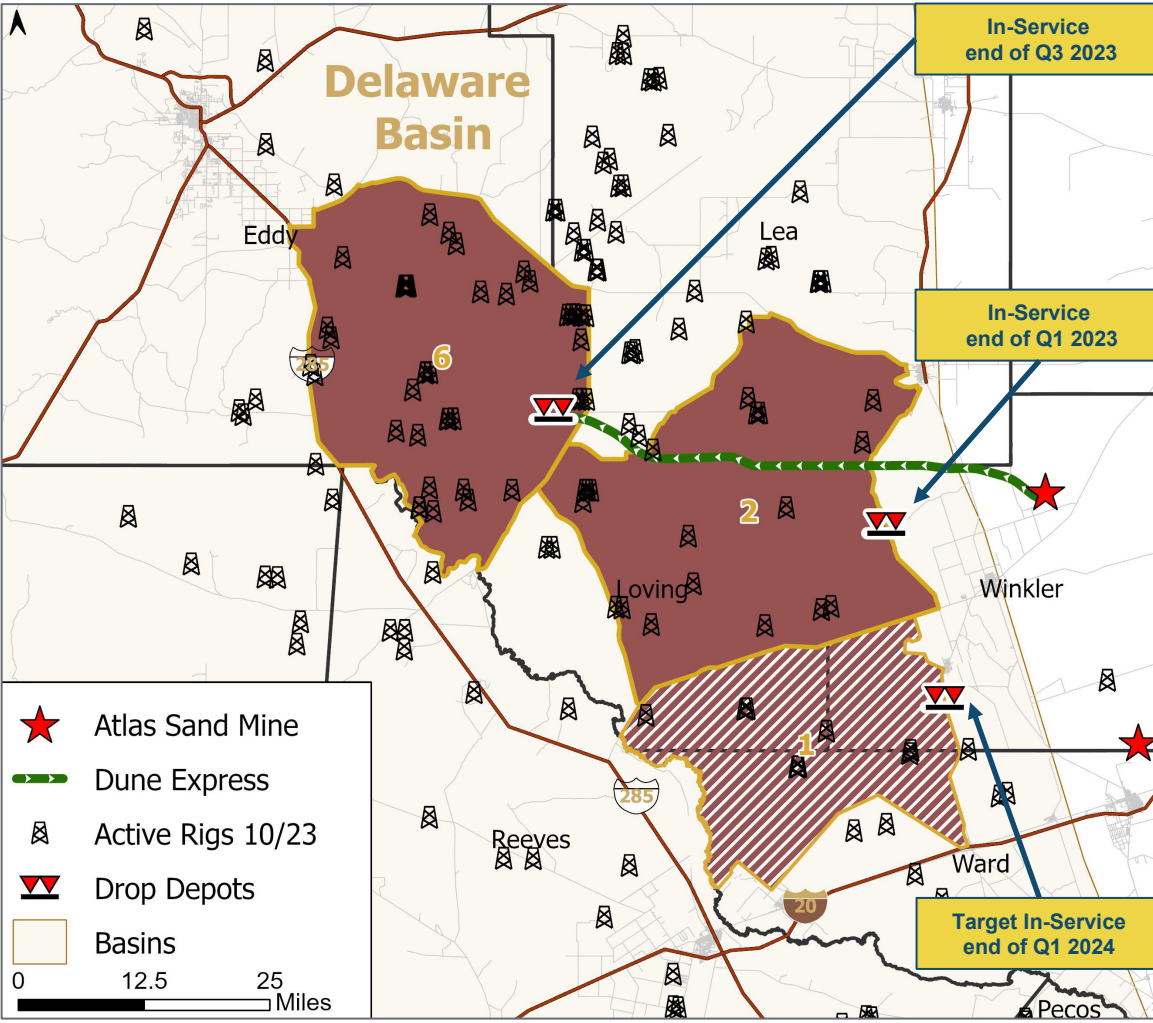 In-Service
end of Q3 2023
Delaware
Basin
Eddy
Lea
In-Service
end of Q1 2023
285
6
2
Loving
Winkler
1
285
Reeves
Ward
20
Target In-Service
end of Q1 2024
Pecos
Atlas Sand Mine
Dune Express
Active Rigs 10/23
Drop Depots
Basins
0 12.5 25
Miles